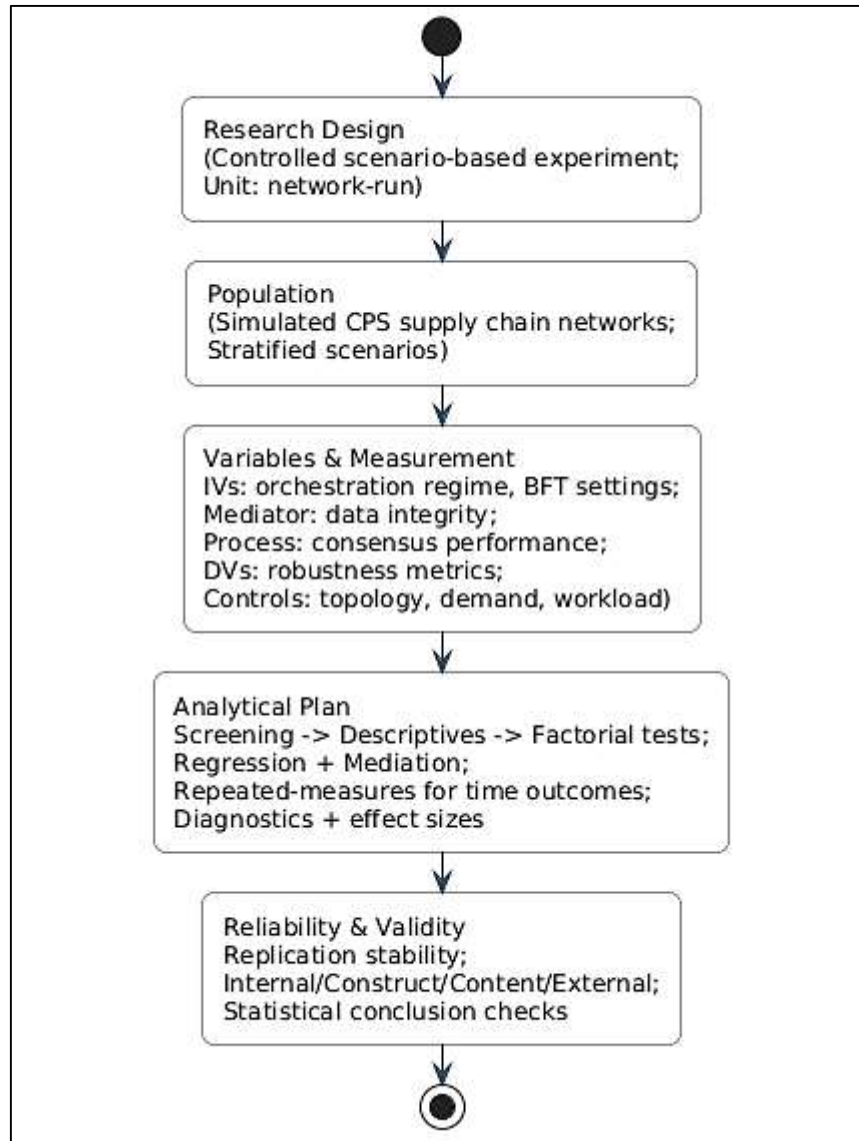 Research Design
(Controlled scenario-based experiment;
Unit: network-run)
Population
(Simulated CPS supply chain networks;
Stratified scenarios)
Variables & Measurement
IVs: orchestration regime, BFT settings;
Mediator: data integrity;
Process: consensus performance;
DVs: robustness metrics;
Controls: topology, demand, workload)
Analytical Plan
Screening -> Descriptives -> Factorial tests;
Regression + Mediation;
Repeated-measures for time outcomes;
Diagnostics + effect sizes
Reliability & Validity
Replication stability;
Internal/Construct/Content/External;
Statistical conclusion checks